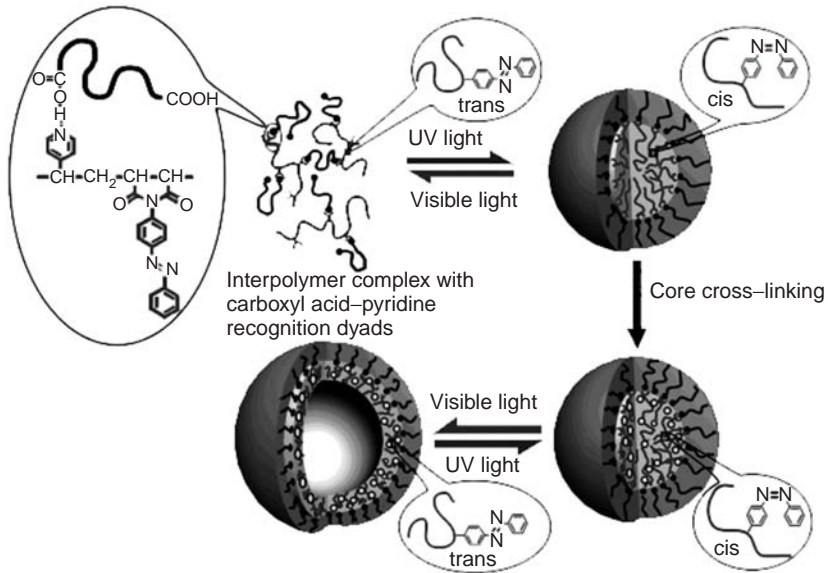 O=C
O
H
N
COOH
CH CH2 CH CH
O N O
N=N
trans
N
N
UV light
Visible light
N=N
cis
Interpolymer complex with
carboxyl acid–pyridine
recognition dyads
Core cross–linking
Visible light
UV light
N
N
trans
N=N
cis